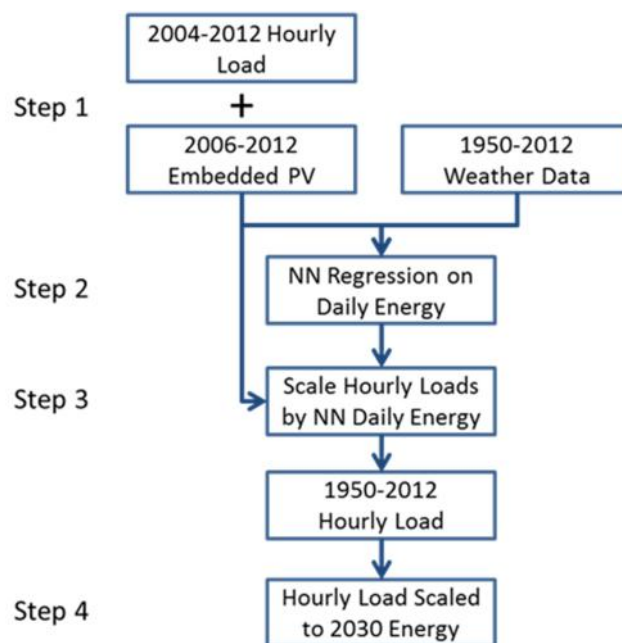 2004-2012 Hourly
Load
Step 1
+
2006-2012
Embedded PV
1950-2012
Weather Data
Step 2
NN Regression on
Daily Energy
Step 3
Scale Hourly Loads
by NN Daily Energy
1950-2012
Hourly Load
Step 4
Hourly Load Scaled
to 2030 Energy